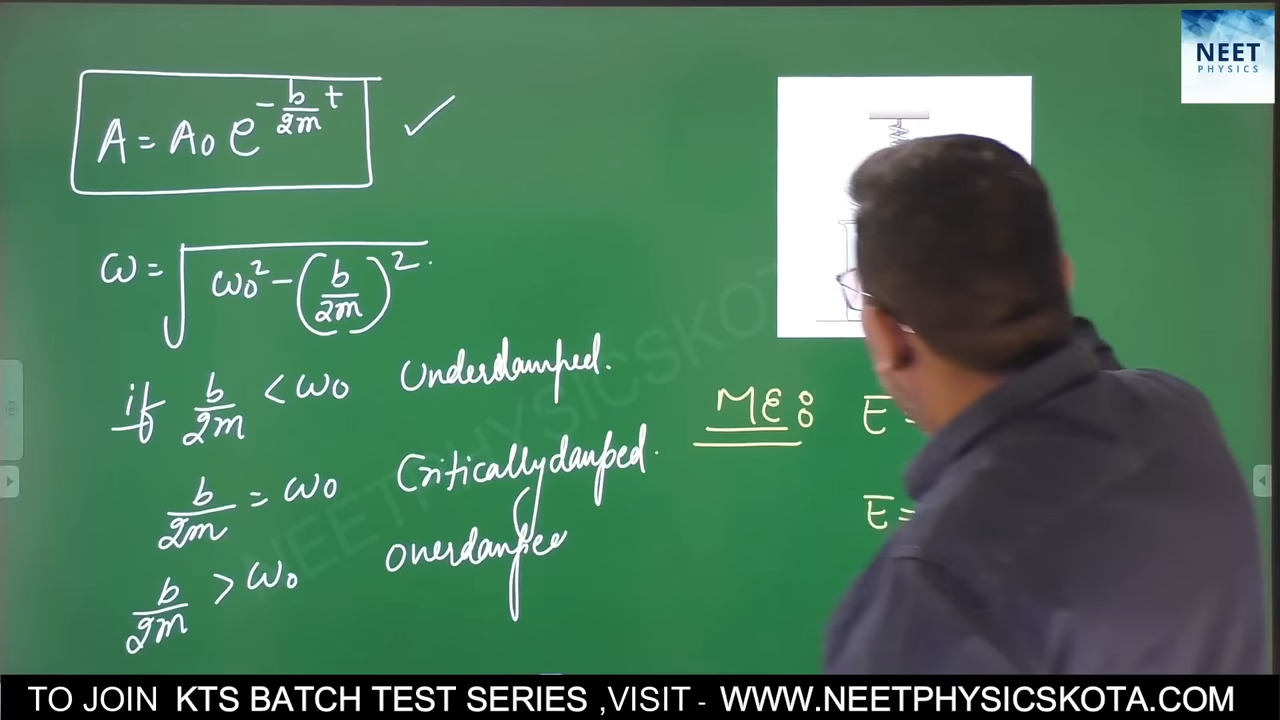 NEET
PHYSICS
A = A₀ e^(-b/2m t)
ω = √(ω₀² - (b/2m)²)
if b/2m < ω₀ Underdamped.
b/2m = ω₀ Critically damped.
b/2m > ω₀
ME:
E =
E =
NEETPHYSICSKOTA
TO JOIN KTS BATCH TEST SERIES ,VISIT - WWW.NEETPHYSICSKOTA.COM